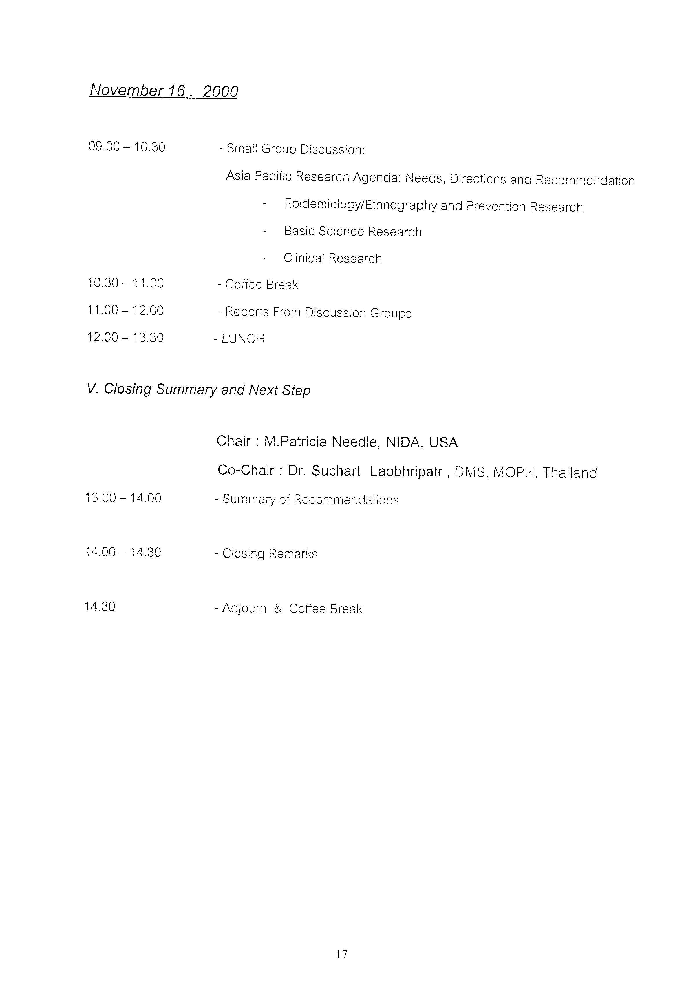 November 16 , 2000
09.00 – 10.30 - Small Group Discussion:
Asia Pacific Research Agenda: Needs, Directions and Recommendation
- Epidemiology/Ethnography and Prevention Research
- Basic Science Research
- Clinical Research
10.30 – 11.00 - Coffee Break
11.00 – 12.00 - Reports From Discussion Groups
12.00 – 13.30 - LUNCH
V. Closing Summary and Next Step
Chair : M.Patricia Needle, NIDA, USA
Co-Chair : Dr. Suchart Laobhripatr , DMS, MOPH, Thailand
13.30 – 14.00 - Summary of Recommendations
14.00 – 14.30 - Closing Remarks
14.30 - Adjourn & Coffee Break
17